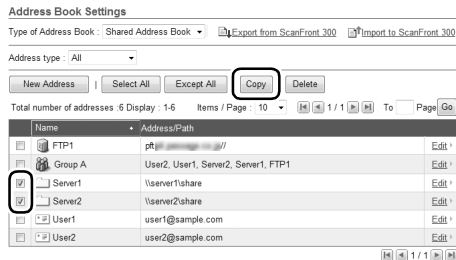 Address Book Settings
Type of Address Book : Shared Address Book Export from ScanFront 300 Import to ScanFront 300
Address type : All
New Address | Select All Except All Copy Delete
Total number of addresses :6 Display : 1-6 Items / Page : 10 1 / 1 To Page Go
Name Address/Path
FTP1 pft // Edit
Group A User2, User1, Server2, Server1, FTP1 Edit
Server1 \\server1\share Edit
Server2 \\server2\share Edit
User1 user1@sample.com Edit
User2 user2@sample.com Edit
1 / 1